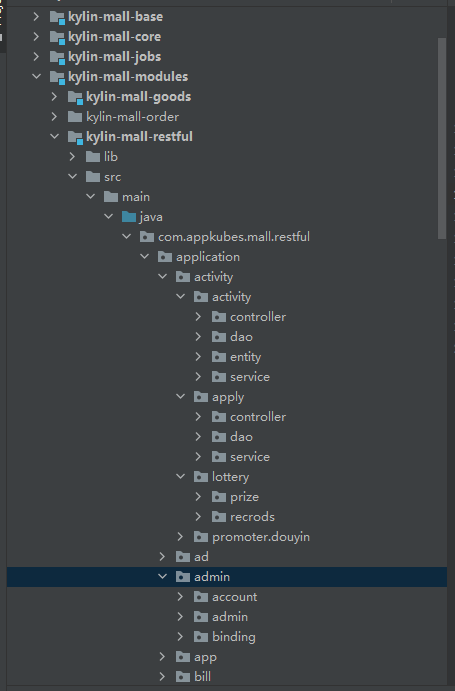 kylin-mall-base
kylin-mall-core
kylin-mall-jobs
kylin-mall-modules
kylin-mall-goods
kylin-mall-order
kylin-mall-restful
lib
src
main
java
com.appkubes.mall.restful
application
activity
activity
controller
dao
entity
service
apply
controller
dao
service
lottery
prize
recrods
promoter.douyin
ad
admin
account
admin
binding
app
bill